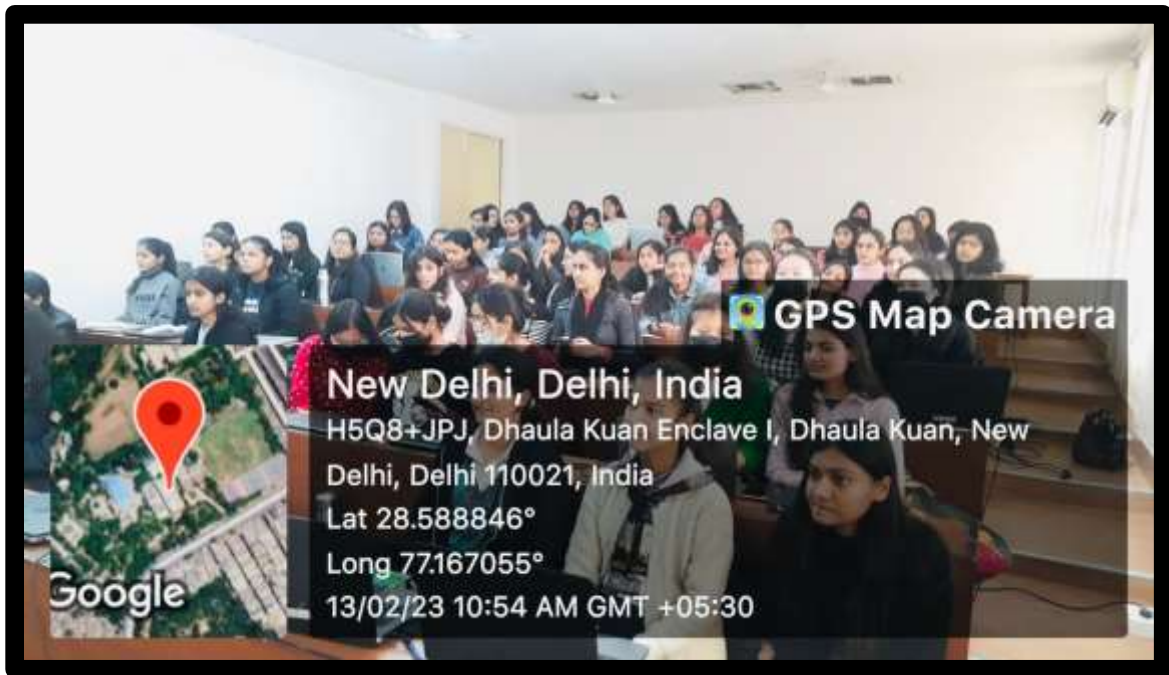 GPS Map Camera
New Delhi, Delhi, India
H5Q8+JPJ, Dhaula Kuan Enclave I, Dhaula Kuan, New
Delhi, Delhi 110021, India
Lat 28.588846°
Long 77.167055°
13/02/23 10:54 AM GMT +05:30
Google